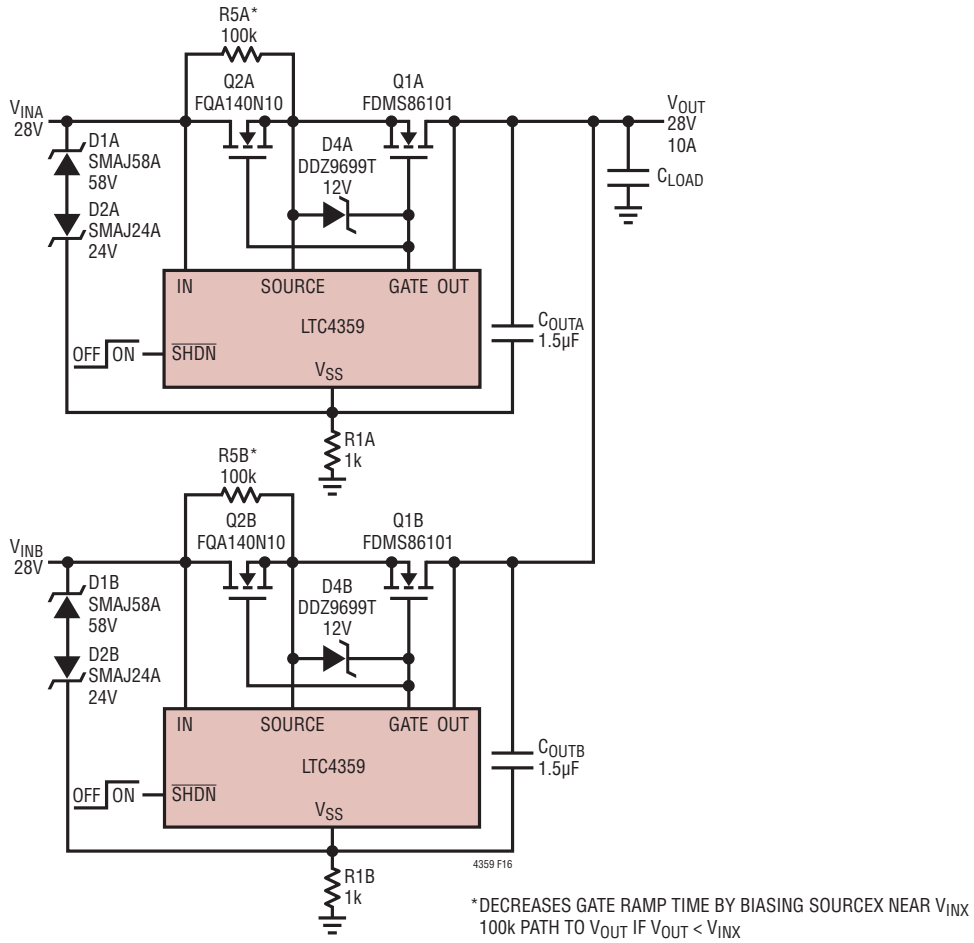 R5A*
100k
Q2A
FQA140N10
Q1A
FDMS86101
VINA
28V
VOUT
28V
10A
D1A
SMAJ58A
58V
D4A
DDZ9699T
12V
CLOAD
D2A
SMAJ24A
24V
IN
SOURCE
GATE
OUT
LTC4359
COUTA
1.5µF
OFF
ON
SHDN
VSS
R1A
1k
R5B*
100k
Q2B
FQA140N10
Q1B
FDMS86101
VINB
28V
D1B
SMAJ58A
58V
D4B
DDZ9699T
12V
D2B
SMAJ24A
24V
IN
SOURCE
GATE
OUT
LTC4359
COUTB
1.5µF
OFF
ON
SHDN
VSS
4359 F16
R1B
1k
*DECREASES GATE RAMP TIME BY BIASING SOURCEX NEAR VINX
100k PATH TO VOUT IF VOUT < VINX